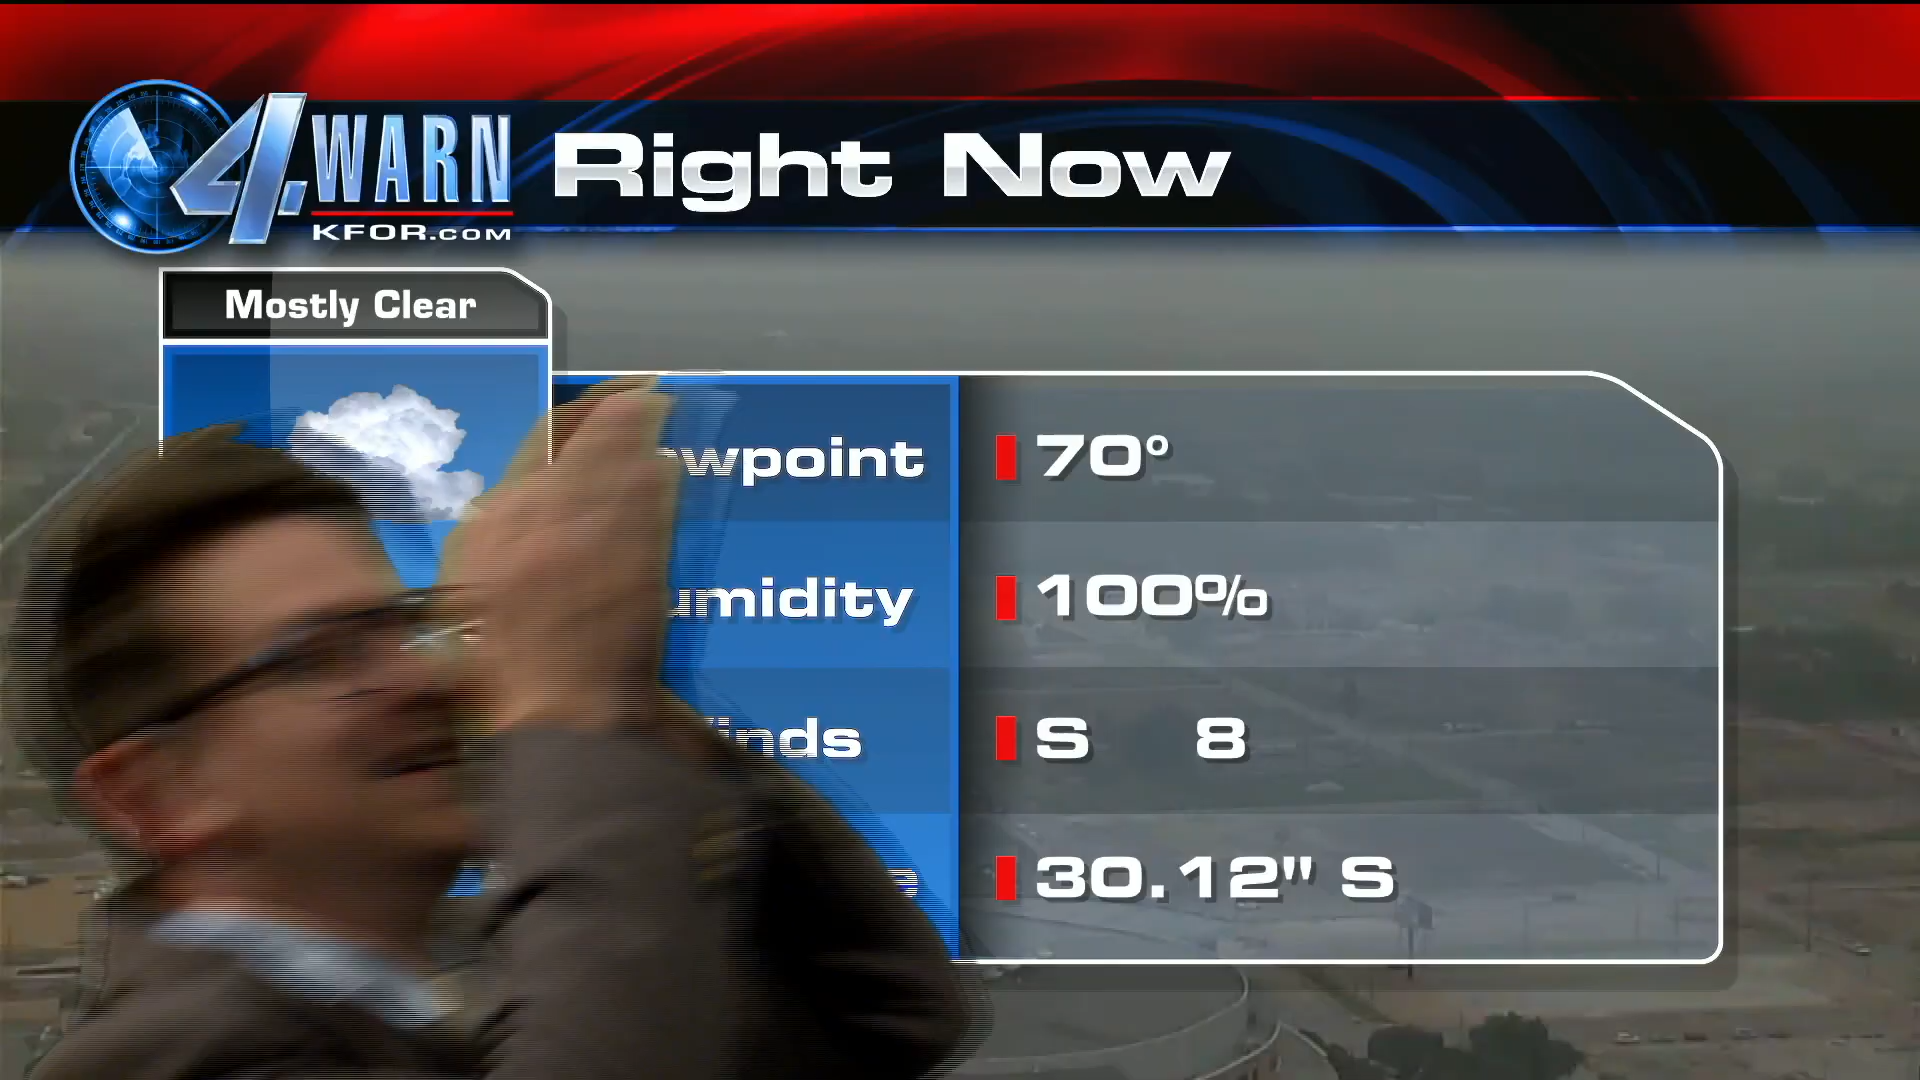 4.WARN
KFOR.COM
Right Now
Mostly Clear
wpoint 70°
umidity 100%
inds S 8
30.12" S